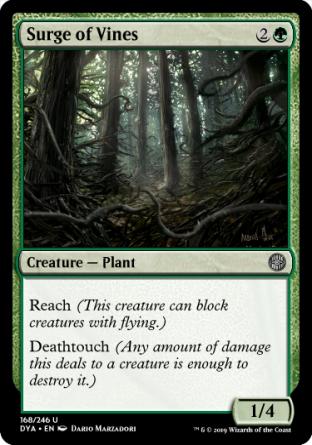 Surge of Vines 2
Creature — Plant
Reach (This creature can block
creatures with flying.)
Deathtouch (Any amount of damage
this deals to a creature is enough to
destroy it.)
1/4
168/246 U
DYA • EN Dario Marzadori
™ & © 2019 Wizards of the Coast